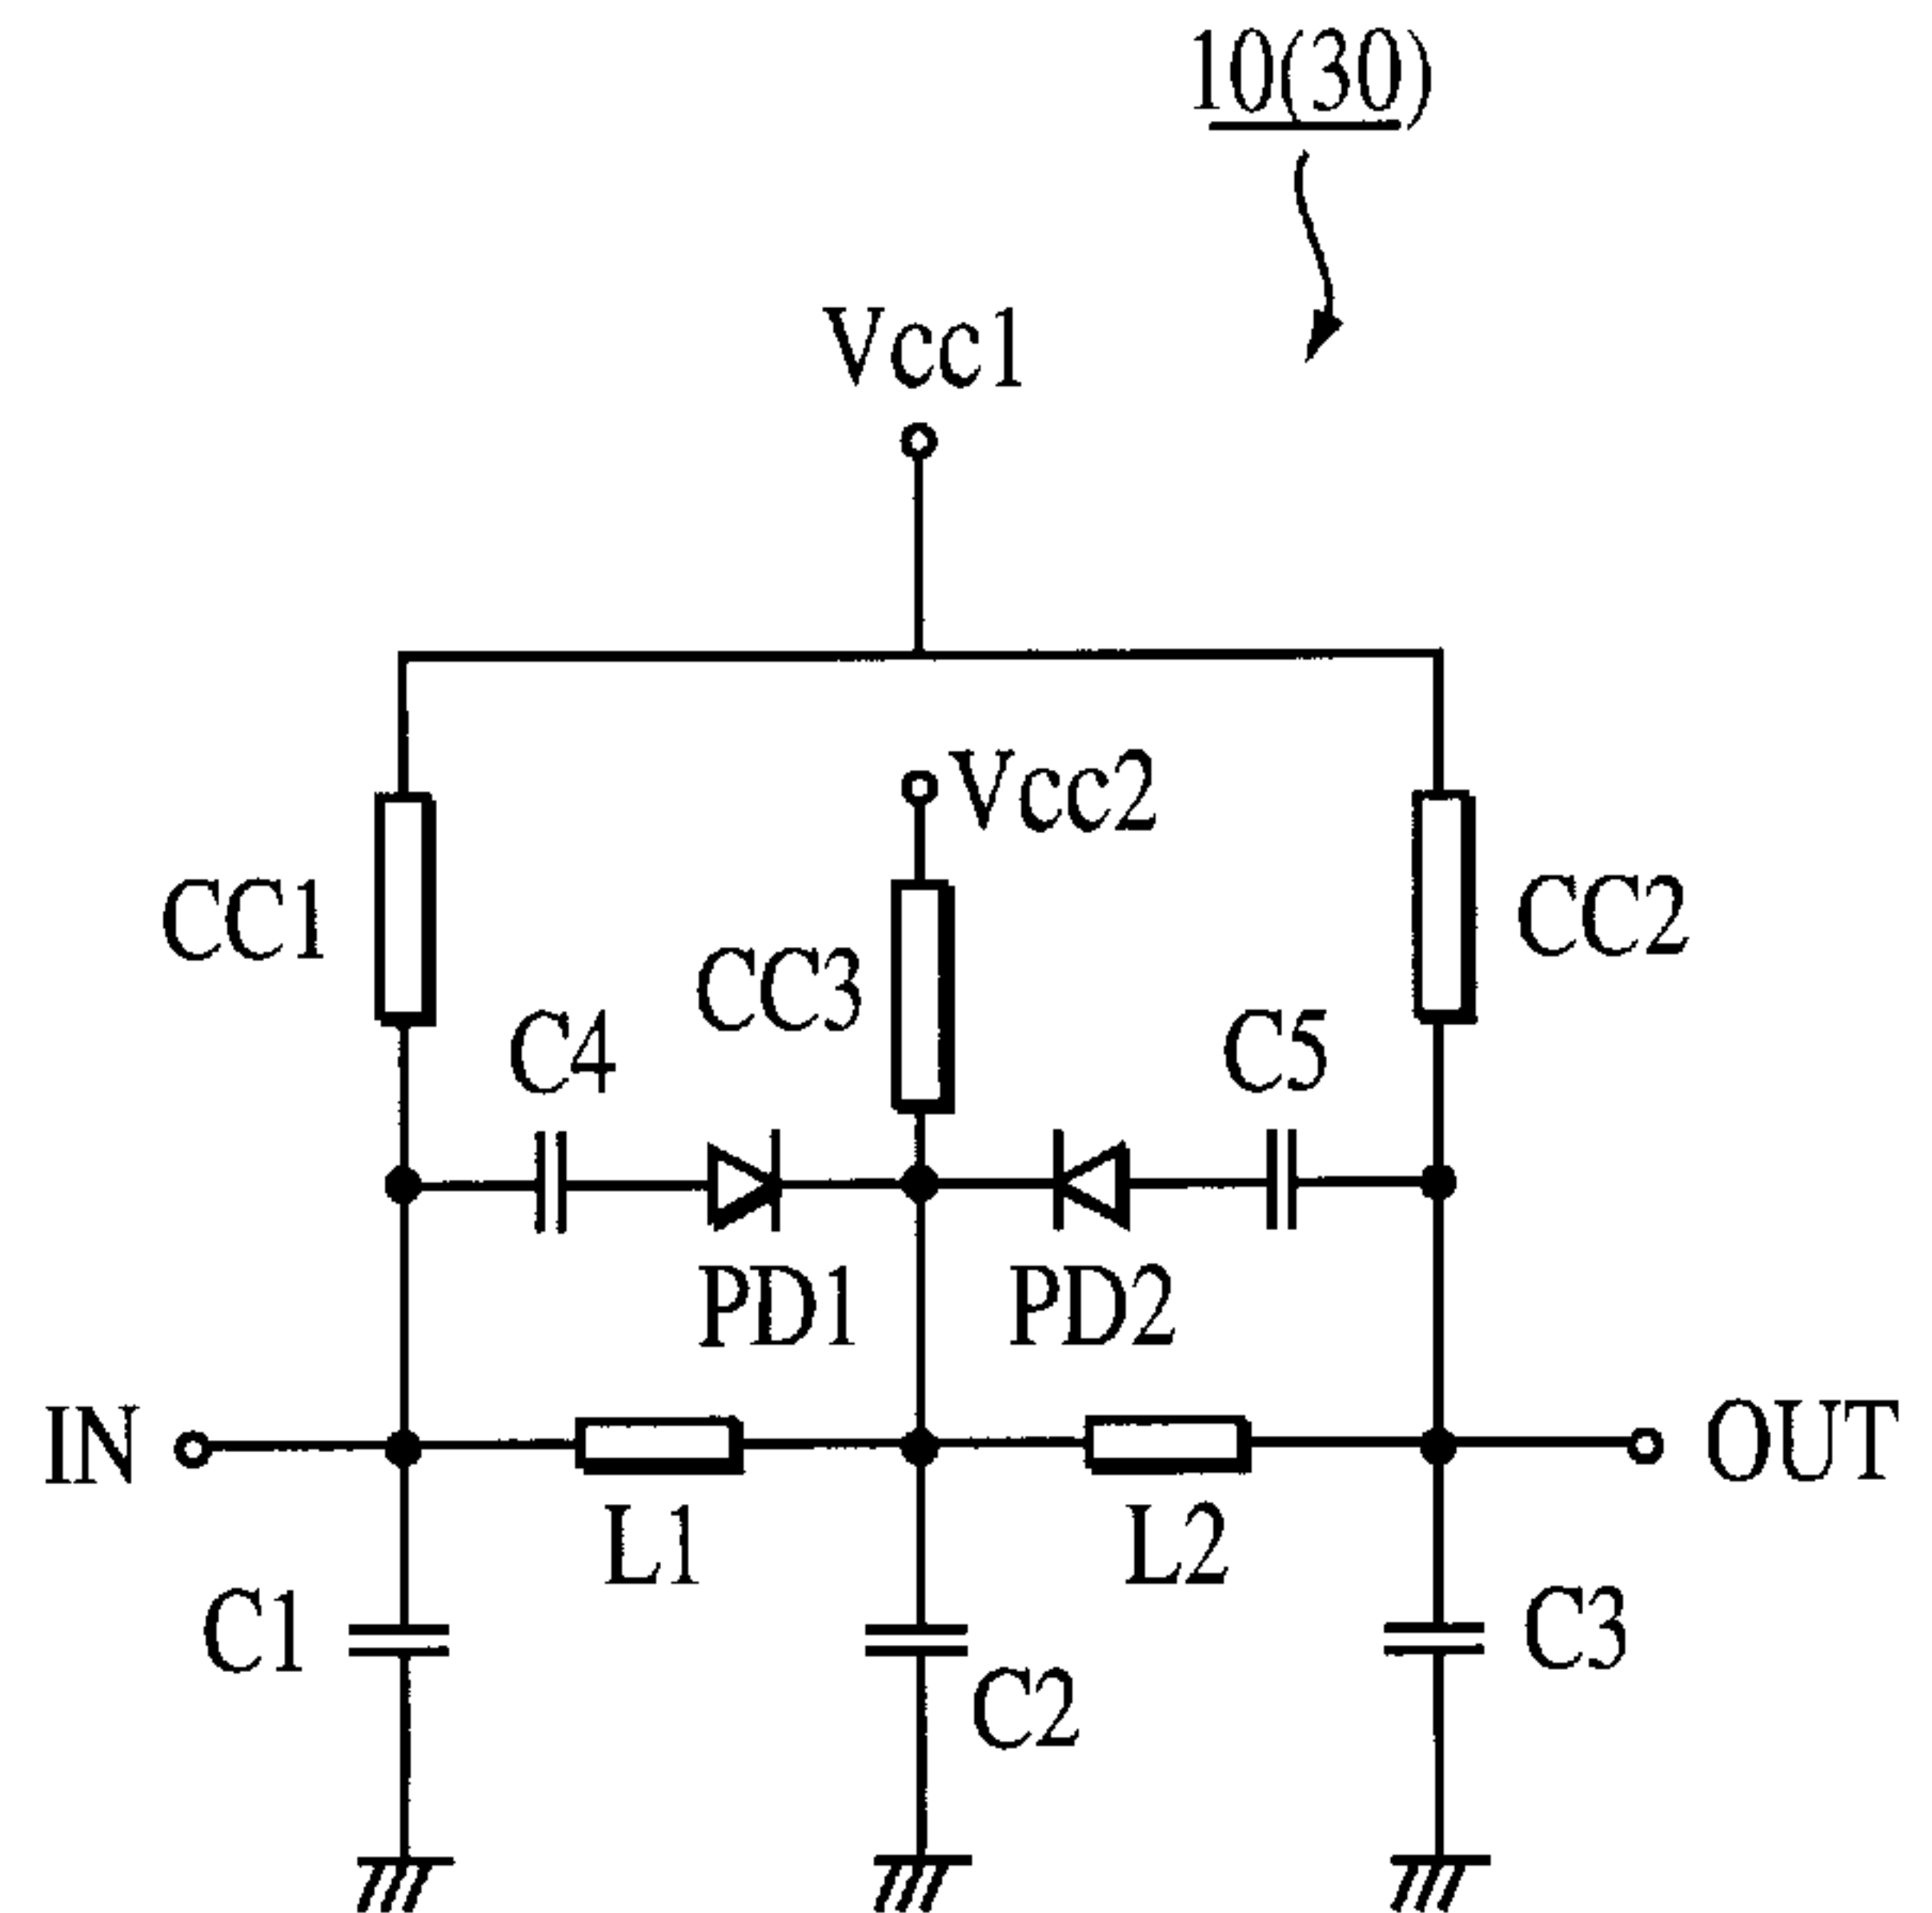 10(30)
Vcc1
Vcc2
CC1
CC2
CC3
C4
C5
PD1
PD2
IN
OUT
L1
L2
C1
C3
C2